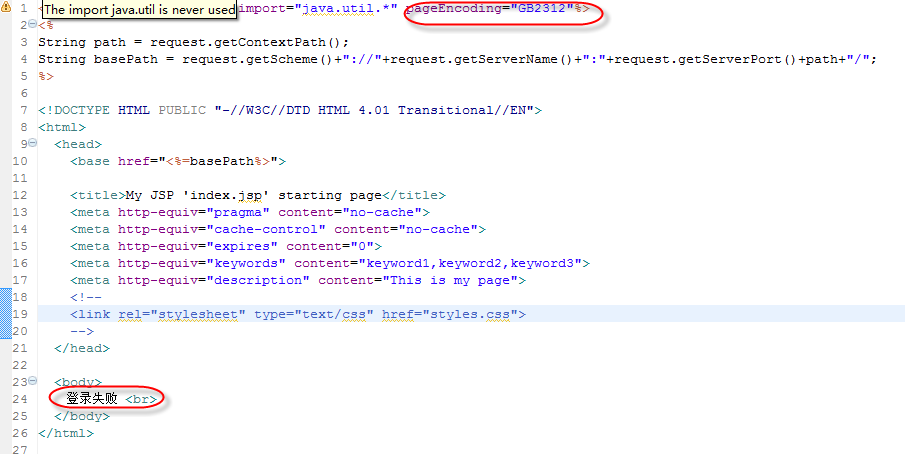 1 The import java.util is never used import="java.util.*" pageEncoding="GB2312"%>
2 <%
3 String path = request.getContextPath();
4 String basePath = request.getScheme()+"://"+request.getServerName()+":"+request.getServerPort()+path+"/";
5 %>
6
7 <!DOCTYPE HTML PUBLIC "-//W3C//DTD HTML 4.01 Transitional//EN">
8 <html>
9   <head>
10     <base href="<%=basePath%>">
11
12     <title>My JSP 'index.jsp' starting page</title>
13     <meta http-equiv="pragma" content="no-cache">
14     <meta http-equiv="cache-control" content="no-cache">
15     <meta http-equiv="expires" content="0">
16     <meta http-equiv="keywords" content="keyword1,keyword2,keyword3">
17     <meta http-equiv="description" content="This is my page">
18     <!--
19     <link rel="stylesheet" type="text/css" href="styles.css">
20     -->
21   </head>
22
23   <body>
24     登录失败 <br>
25   </body>
26 </html>
27